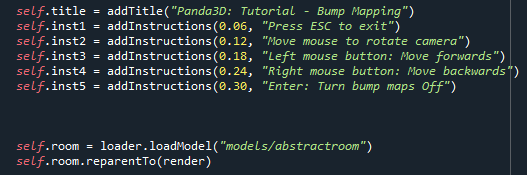 self.title = addTitle("Panda3D: Tutorial - Bump Mapping")
self.inst1 = addInstructions(0.06, "Press ESC to exit")
self.inst2 = addInstructions(0.12, "Move mouse to rotate camera")
self.inst3 = addInstructions(0.18, "Left mouse button: Move forwards")
self.inst4 = addInstructions(0.24, "Right mouse button: Move backwards")
self.inst5 = addInstructions(0.30, "Enter: Turn bump maps Off")
self.room = loader.loadModel("models/abstractroom")
self.room.reparentTo(render)